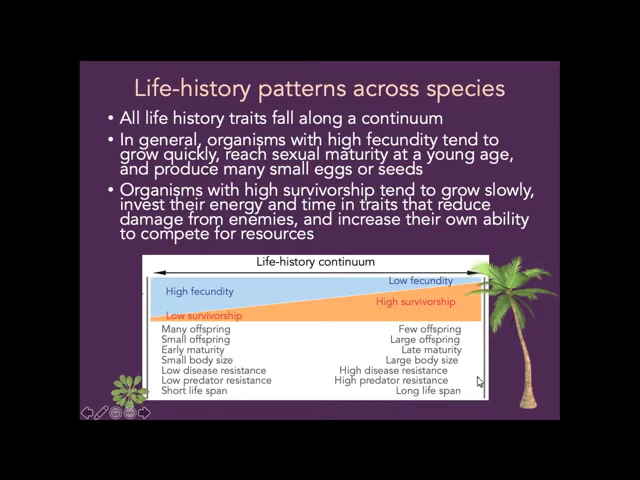 Life-history patterns across species
• All life history traits fall along a continuum
• In general, organisms with high fecundity tend to
grow quickly, reach sexual maturity at a young age,
and produce many small eggs or seeds
• Organisms with high survivorship tend to grow slowly,
invest their energy and time in traits that reduce
damage from enemies, and increase their own ability
to compete for resources
Life-history continuum
High fecundity Low fecundity
Low survivorship High survivorship
Many offspring Few offspring
Small offspring Large offspring
Early maturity Late maturity
Small body size Large body size
Low disease resistance High disease resistance
Low predator resistance High predator resistance
Short life span Long life span